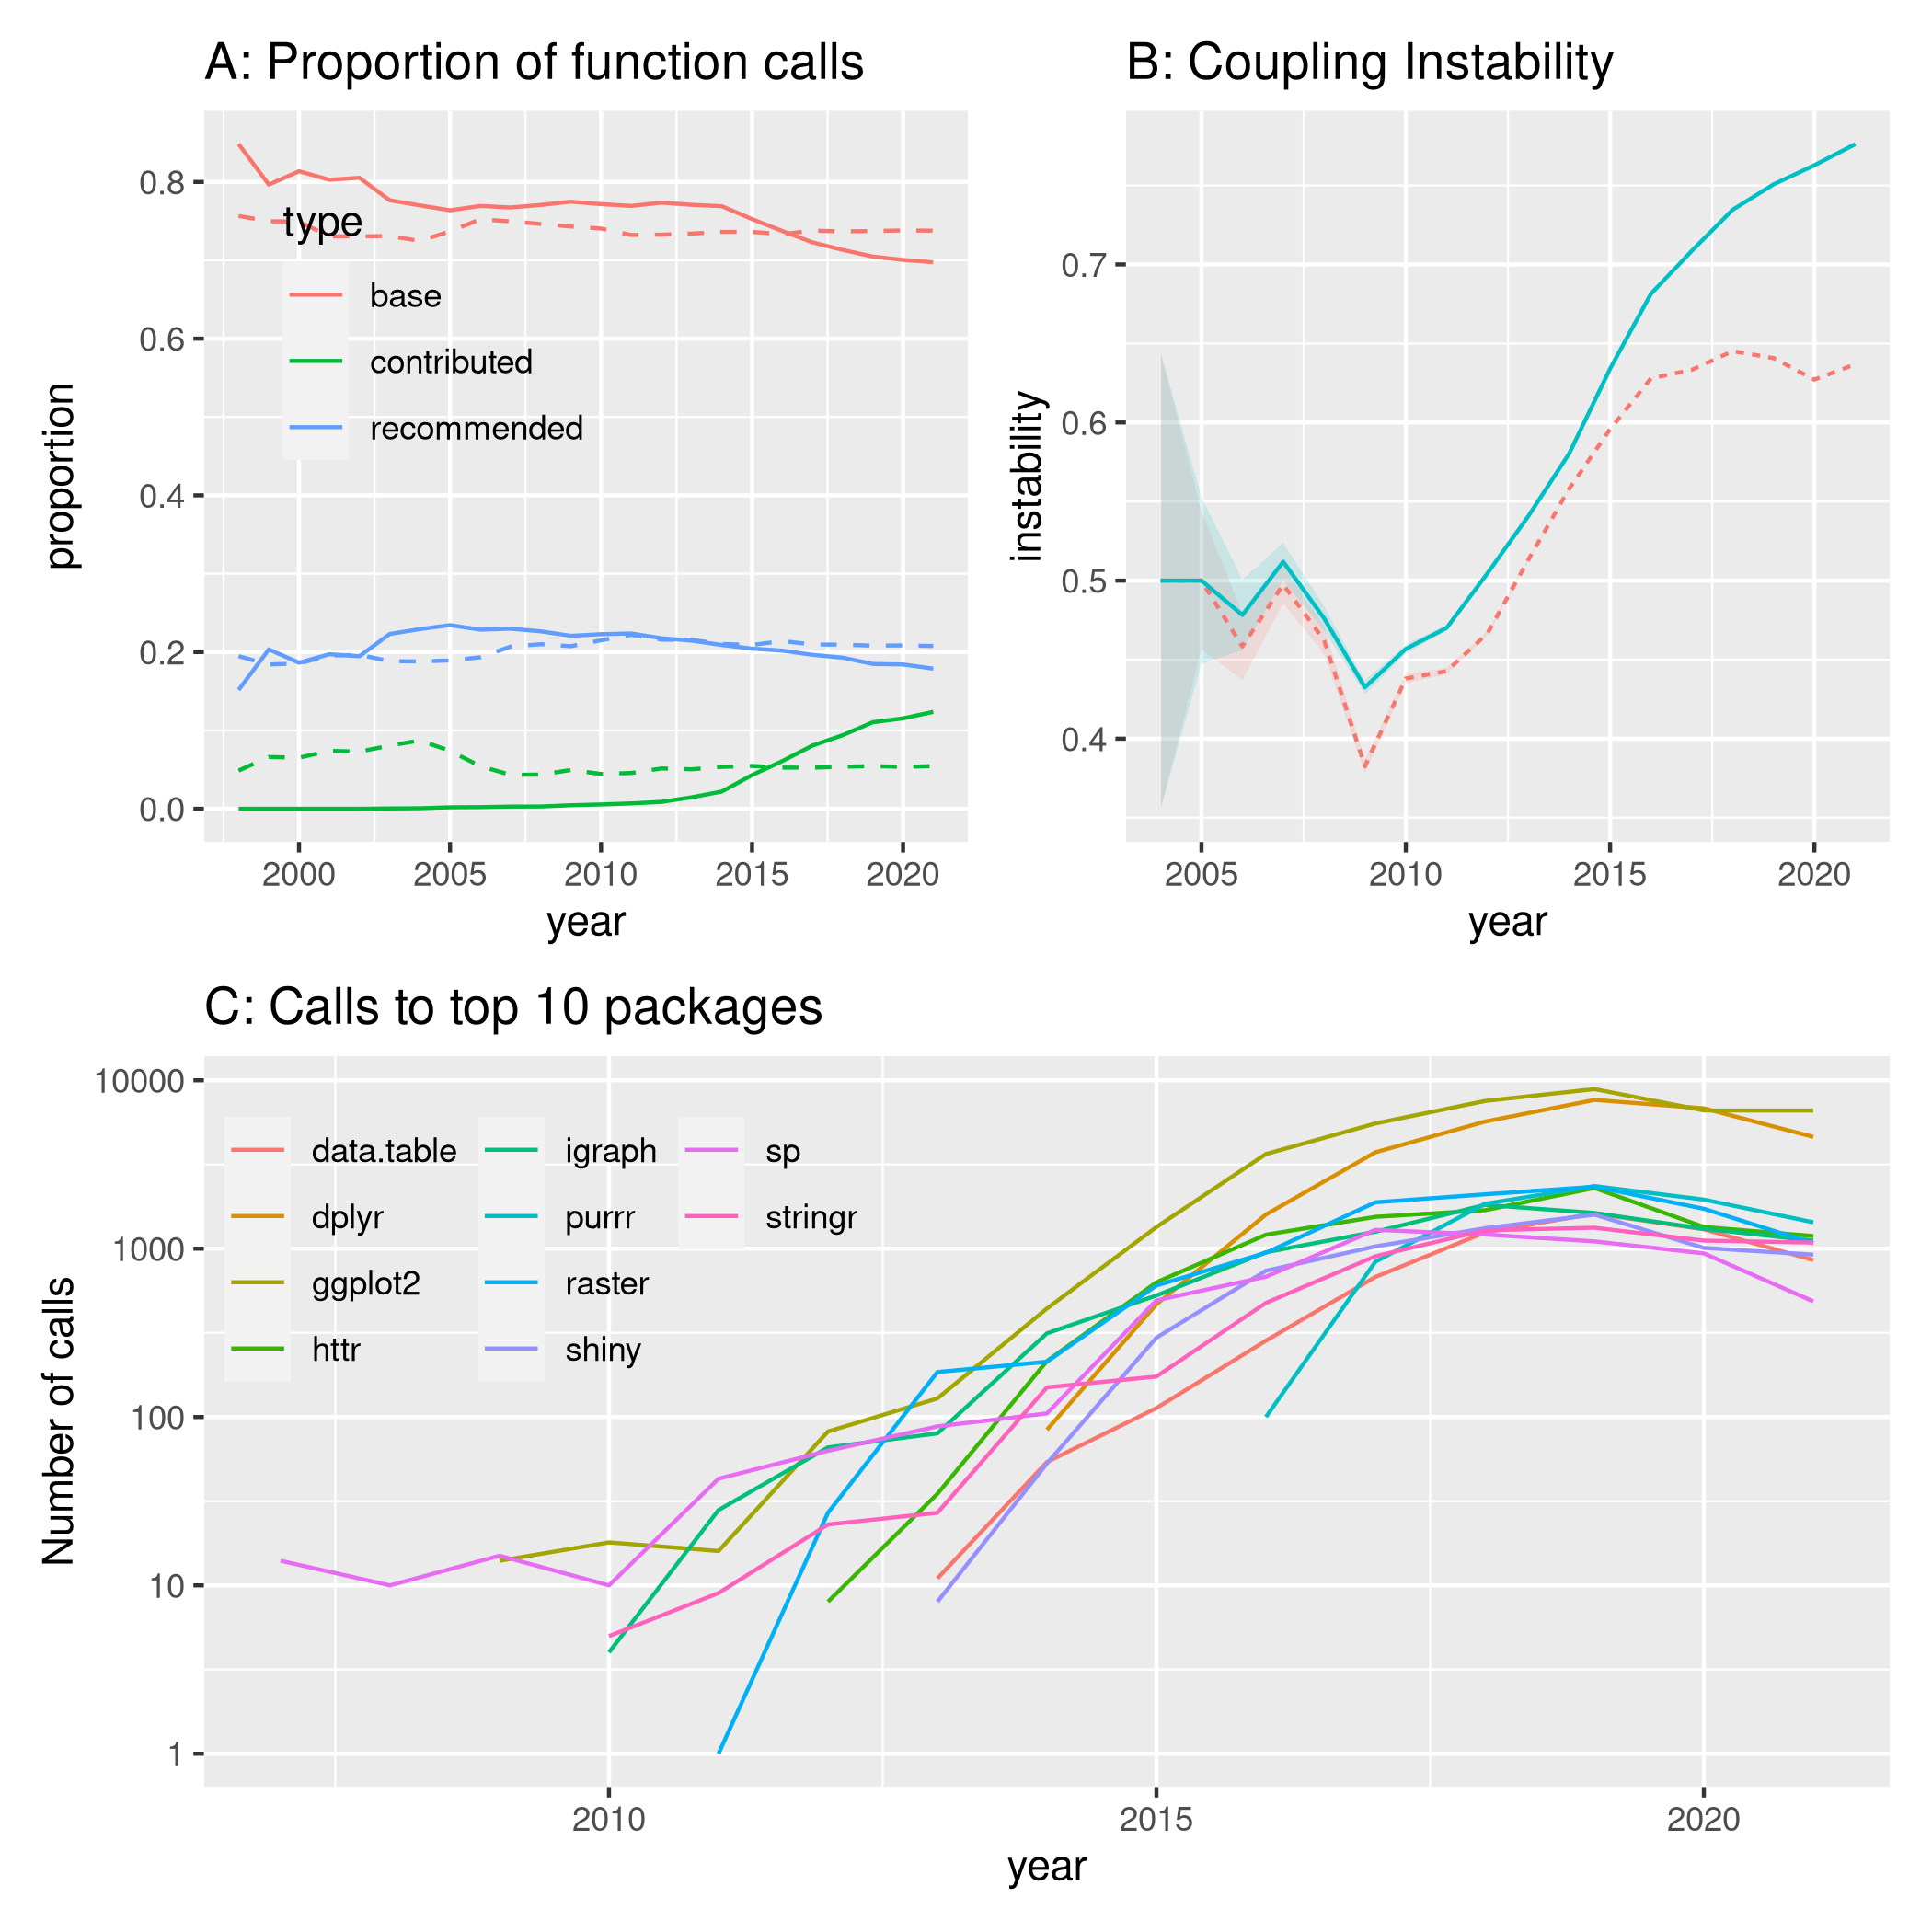 A: Proportion of function calls
proportion
0.8
0.6
0.4
0.2
0.0
type
base
contributed
recommended
2000 2005 2010 2015 2020
year
B: Coupling Instability
instability
0.7
0.6
0.5
0.4
2005 2010 2015 2020
year
C: Calls to top 10 packages
Number of calls
10000
1000
100
10
1
data.table igraph sp
dplyr purrr stringr
ggplot2 raster
httr shiny
2010 2015 2020
year